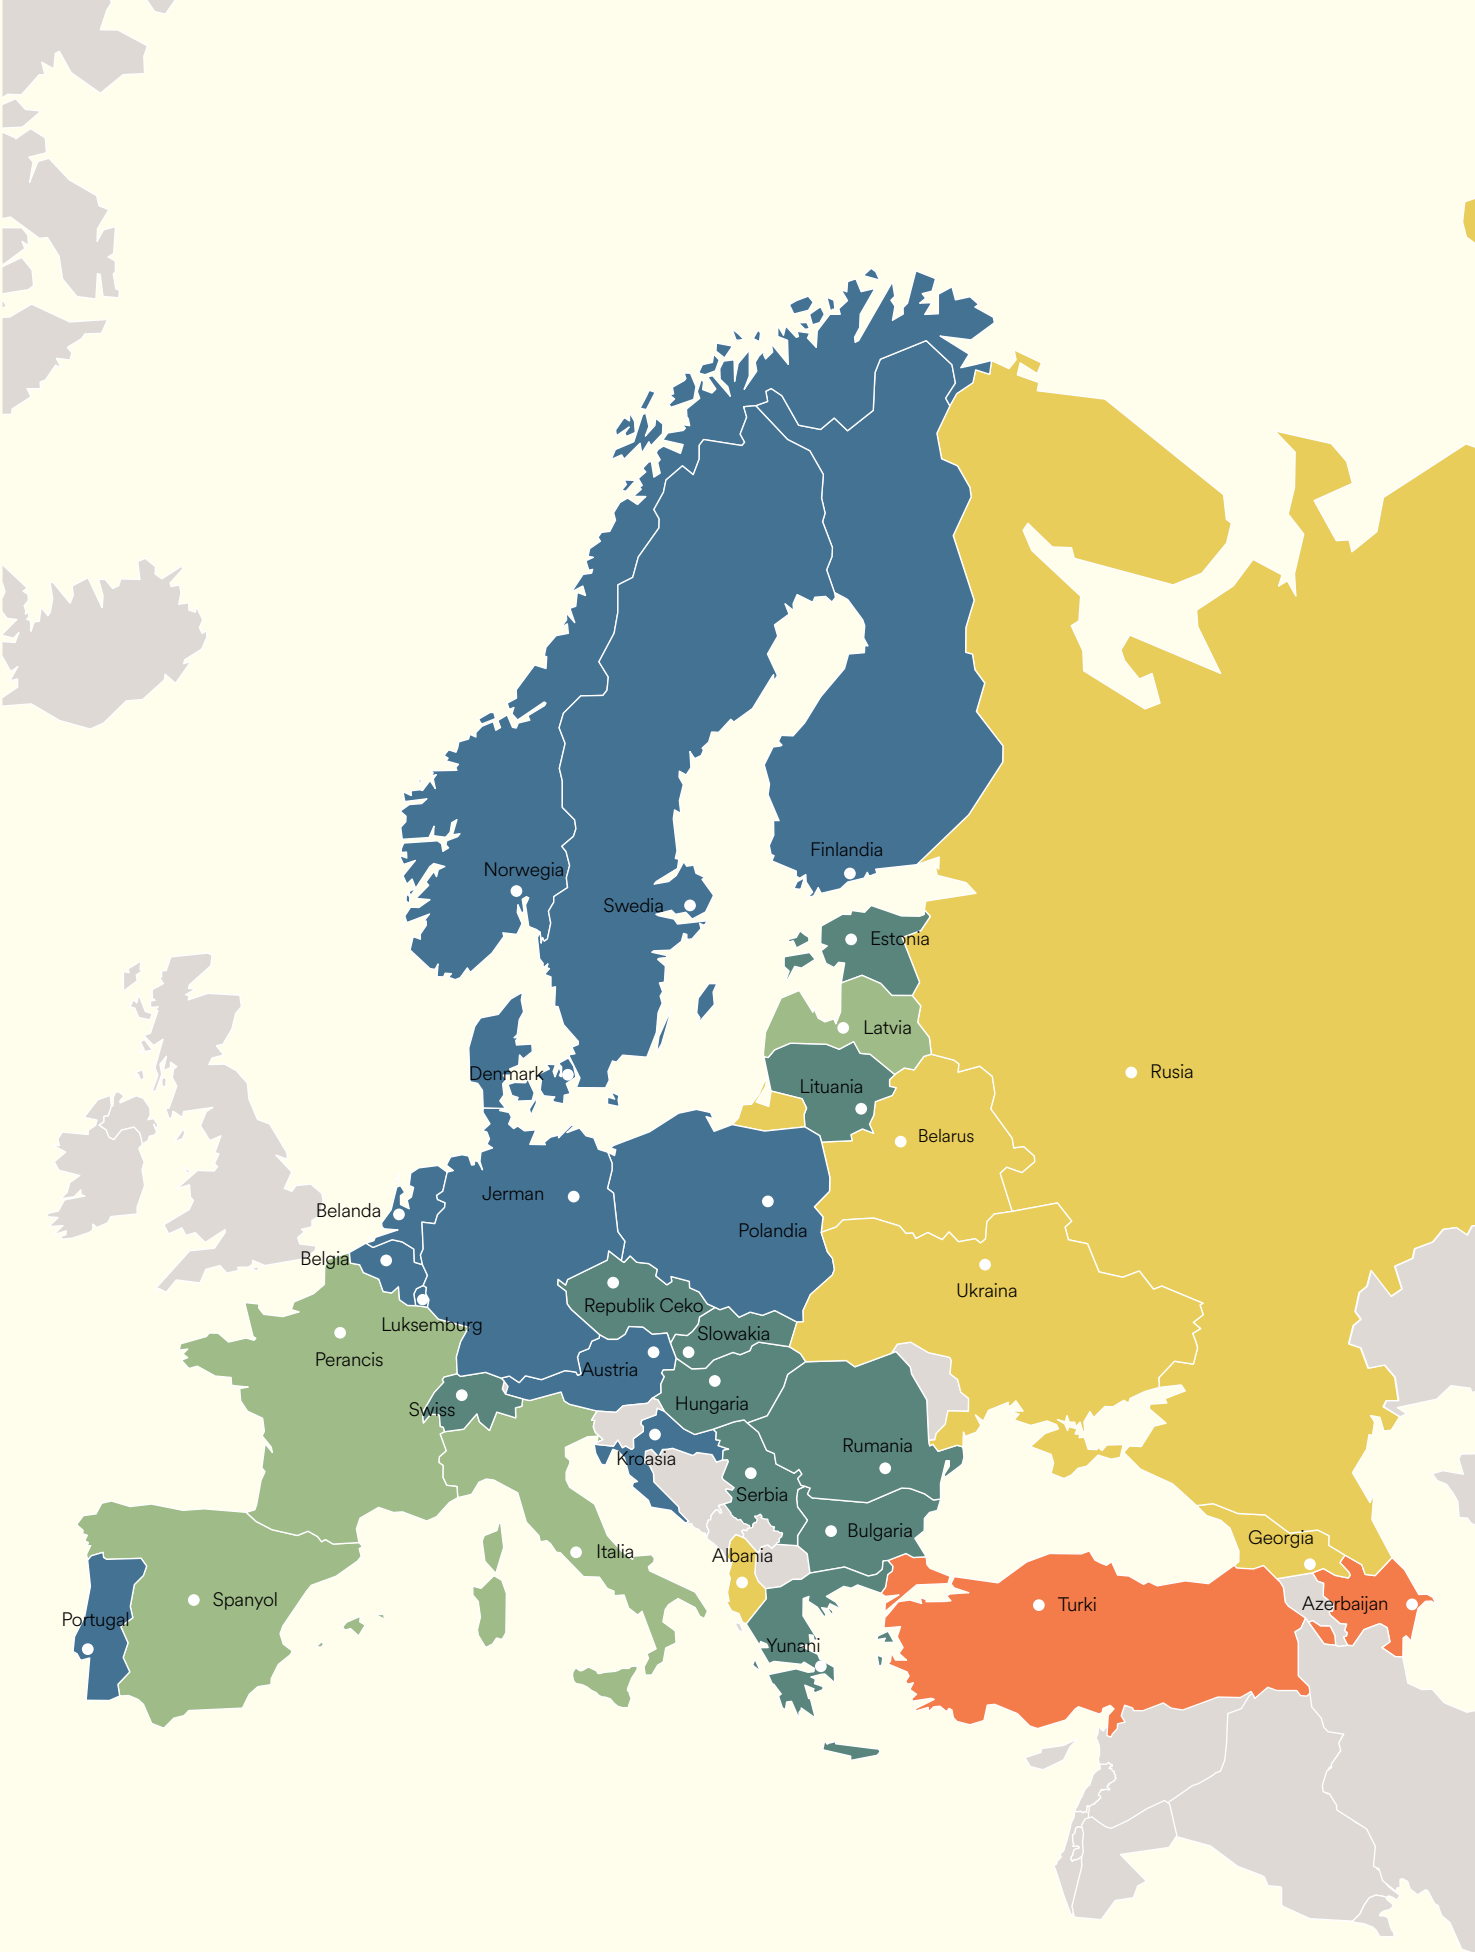 Finlandia
Norwegia
Swedia
Estonia
Latvia
Rusia
Denmark
Lituania
Belarus
Jerman
Belanda
Polandia
Belgia
Ukraina
Republik Ceko
Luksemburg
Slowakia
Perancis
Austria
Hungaria
Swiss
Rumania
Kroasia
Serbia
Bulgaria
Georgia
Italia
Albania
Spanyol
Azerbaijan
Turki
Portugal
Yunani